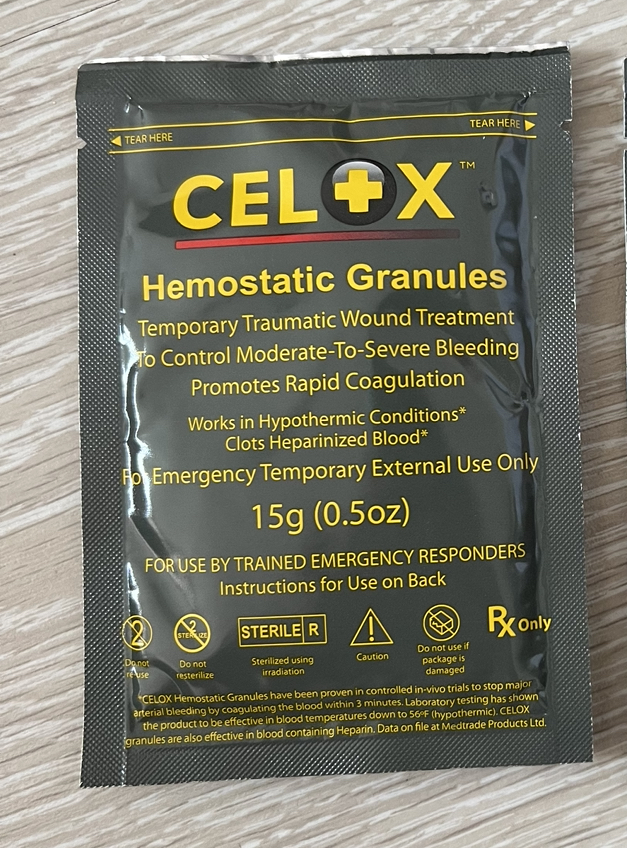 TEAR HERE
TEAR HERE
CELOX™
Hemostatic Granules
Temporary Traumatic Wound Treatment
To Control Moderate-To-Severe Bleeding
Promotes Rapid Coagulation
Works in Hypothermic Conditions*
Clots Heparinized Blood*
For Emergency Temporary External Use Only
15g (0.5oz)
FOR USE BY TRAINED EMERGENCY RESPONDERS
Instructions for Use on Back
2
2
STERILIZE
STERILE R
Rx Only
Do not
re-use
Do not
resterilize
Sterilized using
irradiation
Caution
Do not use if
package is
damaged
*CELOX Hemostatic Granules have been proven in controlled in-vivo trials to stop major
arterial bleeding by coagulating the blood within 3 minutes. Laboratory testing has shown
the product to be effective in blood temperatures down to 56ºF (hypothermic). CELOX
granules are also effective in blood containing Heparin. Data on file at Medtrade Products Ltd.